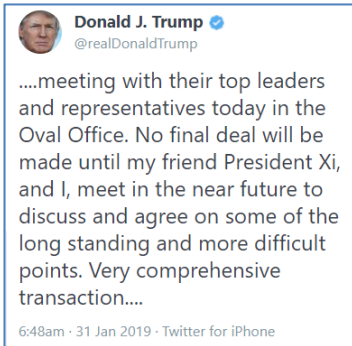 Donald J. Trump
@realDonaldTrump
....meeting with their top leaders
and representatives today in the
Oval Office. No final deal will be
made until my friend President Xi,
and I, meet in the near future to
discuss and agree on some of the
long standing and more difficult
points. Very comprehensive
transaction....
6:48am · 31 Jan 2019 · Twitter for iPhone